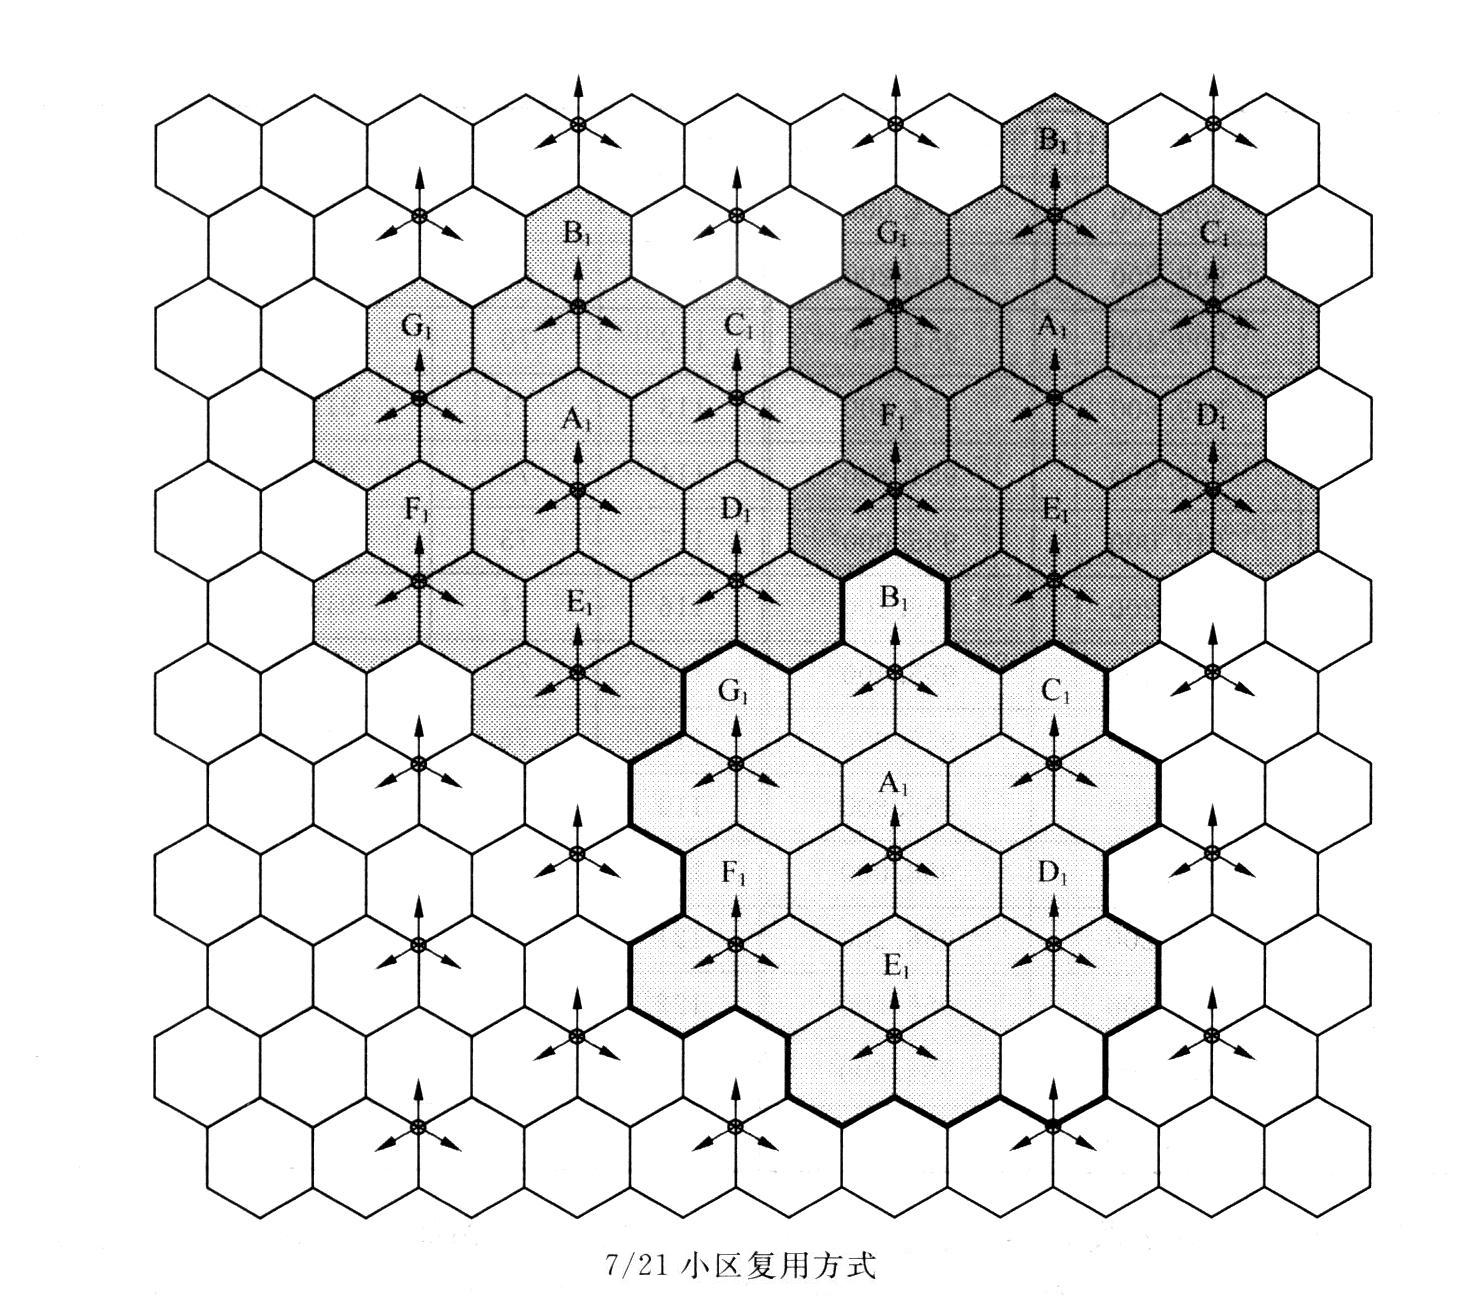 B₁
B₁ G₁ C₁
G₁ C₁ A₁
A₁ F₁ D₁
F₁ D₁ E₁
E₁ B₁
G₁ C₁
A₁
F₁ D₁
E₁
7/21 小区复用方式